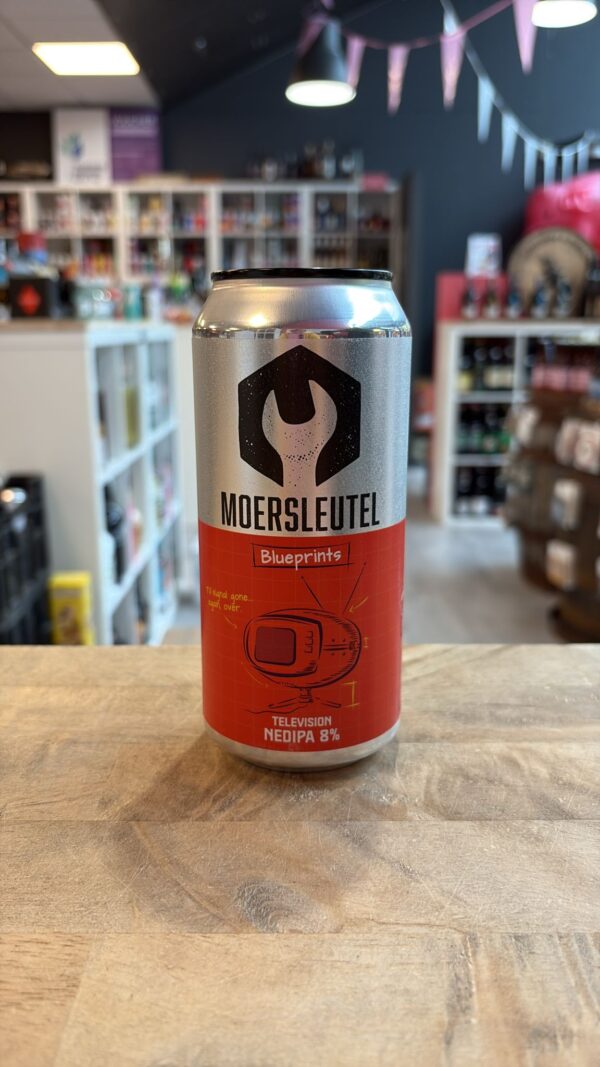 MOERSLEUTEL
Blueprints
TV signal gone...
again, over.
TELEVISION
NEDIPA 8%